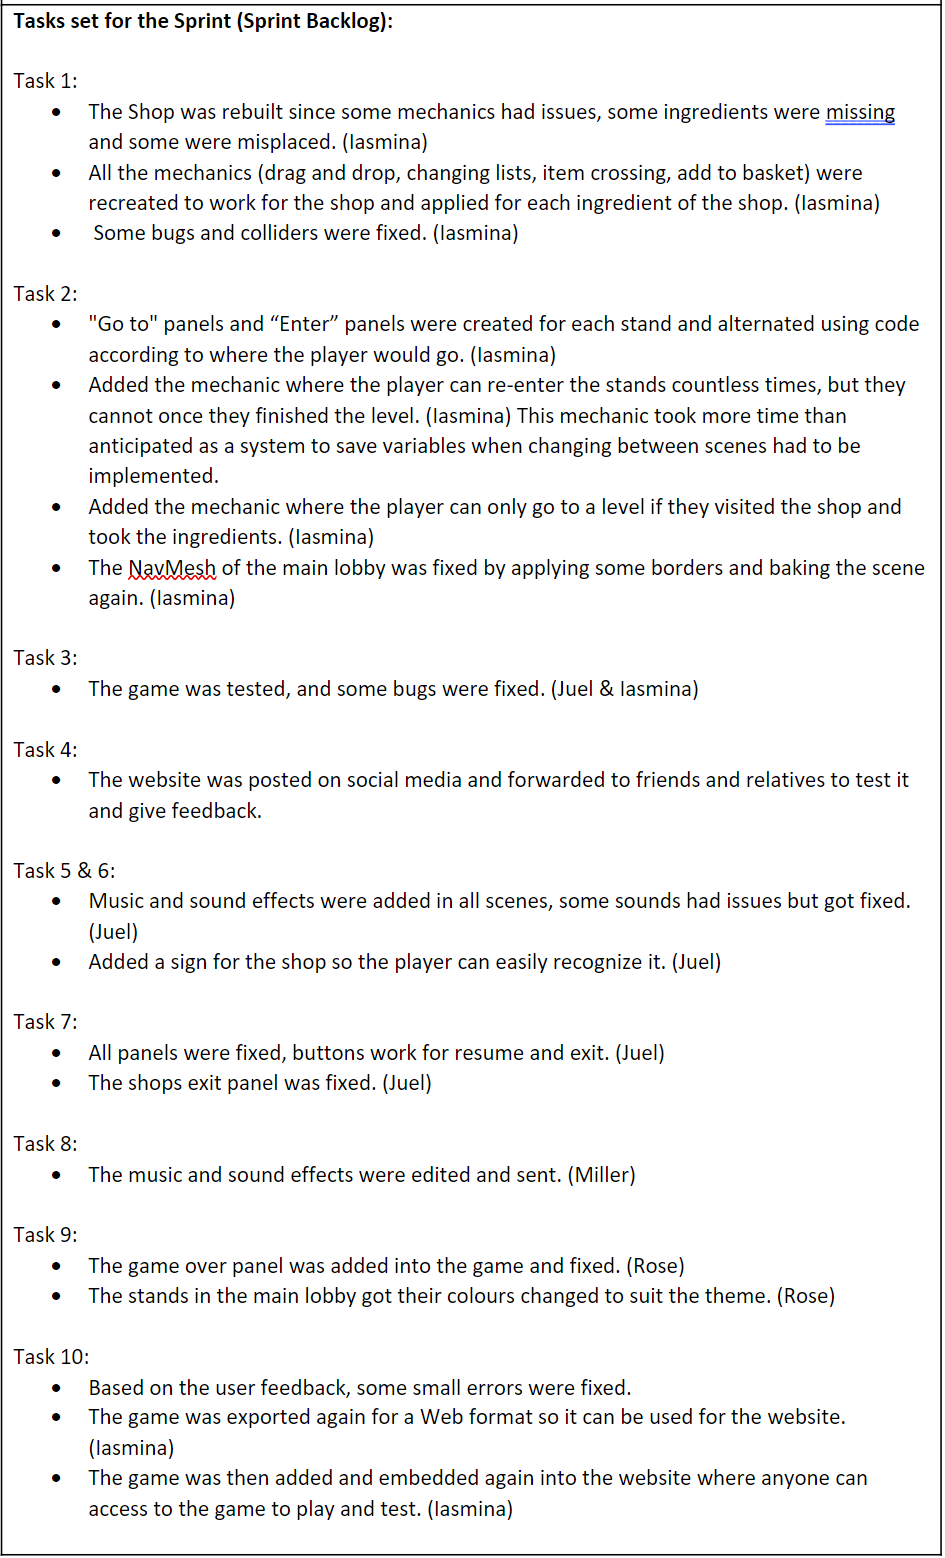 Tasks set for the Sprint (Sprint Backlog):
Task 1:
• The Shop was rebuilt since some mechanics had issues, some ingredients were missing
and some were misplaced. (Iasmina)
• All the mechanics (drag and drop, changing lists, item crossing, add to basket) were
recreated to work for the shop and applied for each ingredient of the shop. (Iasmina)
• Some bugs and colliders were fixed. (Iasmina)
Task 2:
• "Go to" panels and “Enter” panels were created for each stand and alternated using code
according to where the player would go. (Iasmina)
• Added the mechanic where the player can re-enter the stands countless times, but they
cannot once they finished the level. (Iasmina) This mechanic took more time than
anticipated as a system to save variables when changing between scenes had to be
implemented.
• Added the mechanic where the player can only go to a level if they visited the shop and
took the ingredients. (Iasmina)
• The NavMesh of the main lobby was fixed by applying some borders and baking the scene
again. (Iasmina)
Task 3:
• The game was tested, and some bugs were fixed. (Juel & Iasmina)
Task 4:
• The website was posted on social media and forwarded to friends and relatives to test it
and give feedback.
Task 5 & 6:
• Music and sound effects were added in all scenes, some sounds had issues but got fixed.
(Juel)
• Added a sign for the shop so the player can easily recognize it. (Juel)
Task 7:
• All panels were fixed, buttons work for resume and exit. (Juel)
• The shops exit panel was fixed. (Juel)
Task 8:
• The music and sound effects were edited and sent. (Miller)
Task 9:
• The game over panel was added into the game and fixed. (Rose)
• The stands in the main lobby got their colours changed to suit the theme. (Rose)
Task 10:
• Based on the user feedback, some small errors were fixed.
• The game was exported again for a Web format so it can be used for the website.
(Iasmina)
• The game was then added and embedded again into the website where anyone can
access to the game to play and test. (Iasmina)